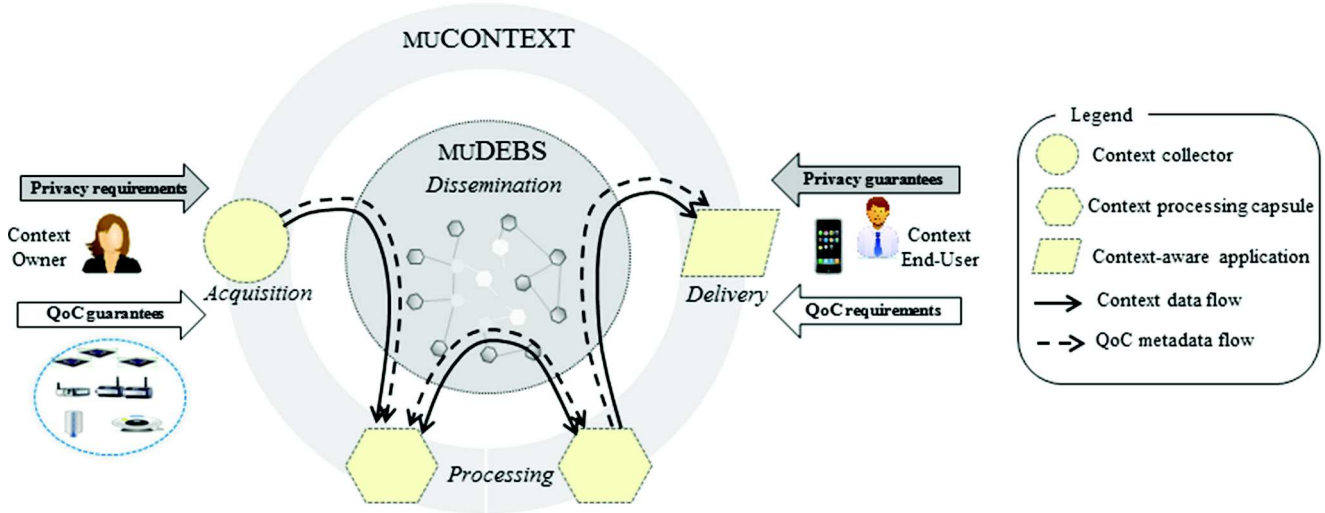 MUCONTEXT
MUDEBS
Dissemination
Privacy requirements
Context
Owner
QoC guarantees
Acquisition
Processing
Delivery
Privacy guarantees
Context
End-User
QoC requirements
Legend
Context collector
Context processing capsule
Context-aware application
Context data flow
QoC metadata flow